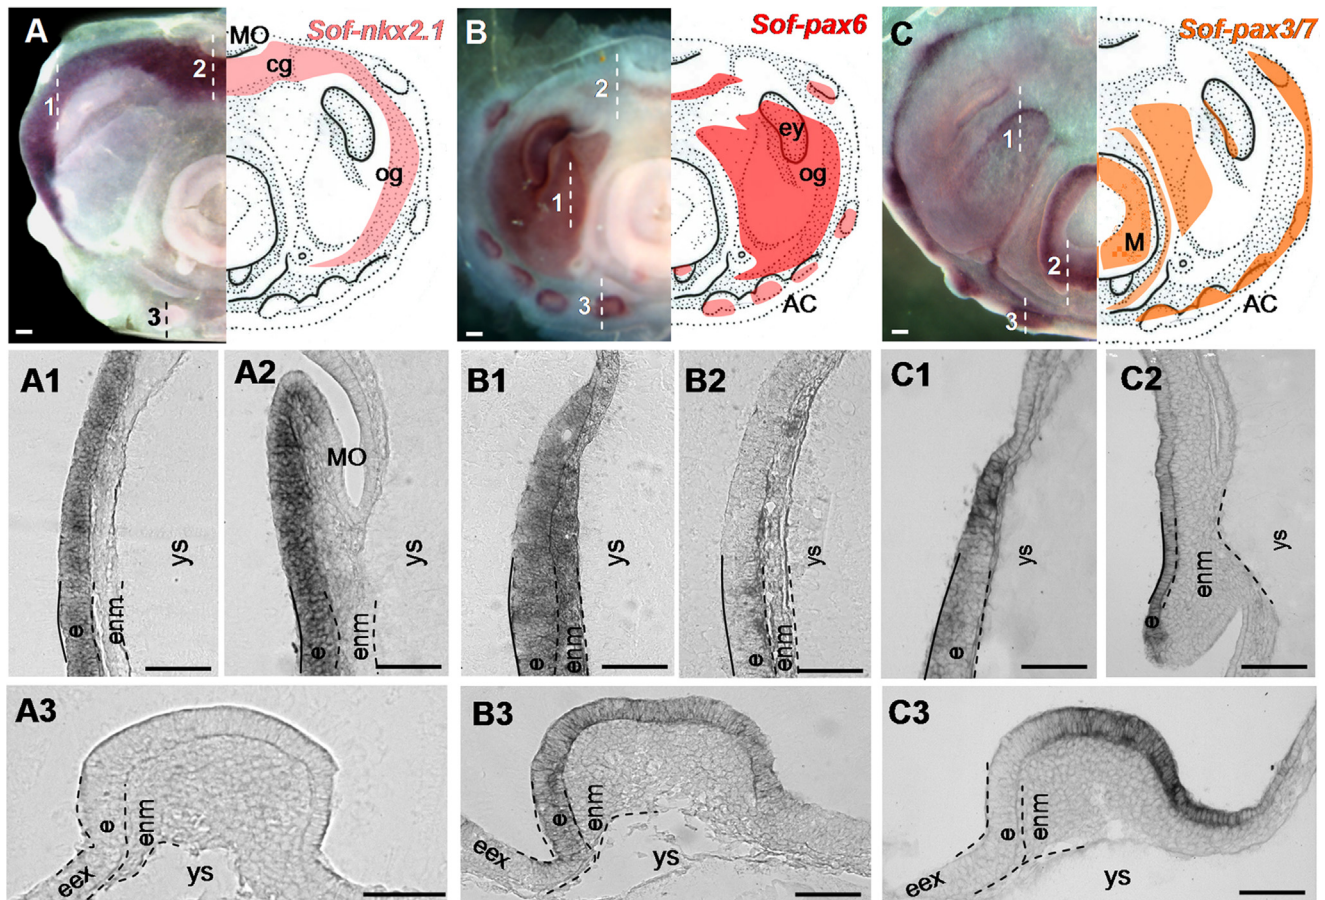 A
Sof-nkx2.1
MO
cg
og
1
2
3
B
Sof-pax6
ey
og
AC
1
2
3
C
Sof-pax3/7
M
AC
1
2
3
A1
e
enm
ys
A2
MO
e
enm
ys
B1
e
enm
ys
B2
e
enm
ys
C1
e
ys
C2
e
enm
ys
A3
e
enm
eex
ys
B3
e
enm
eex
ys
C3
e
enm
eex
ys